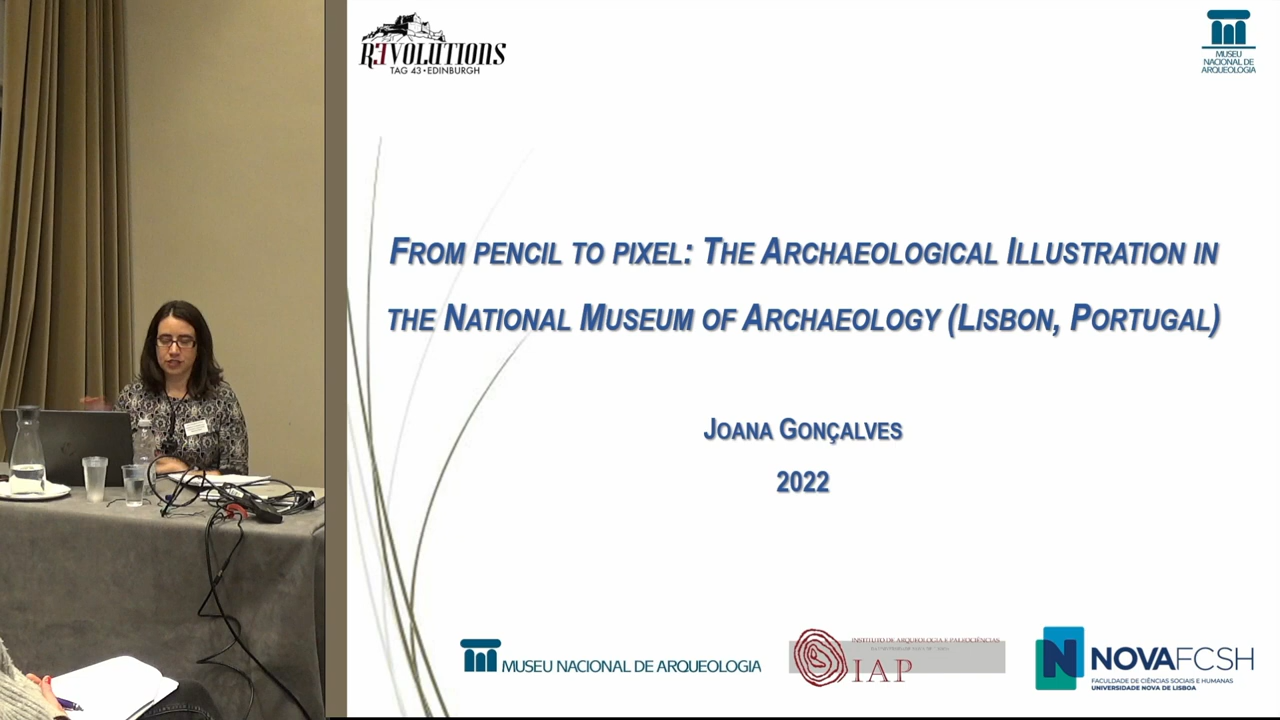 REVOLUTIONS
TAG 43 • EDINBURGH
MUSEU
NACIONAL DE
ARQUEOLOGIA
FROM PENCIL TO PIXEL: THE ARCHAEOLOGICAL ILLUSTRATION IN
THE NATIONAL MUSEUM OF ARCHAEOLOGY (LISBON, PORTUGAL)
JOANA GONÇALVES
2022
MUSEU NACIONAL DE ARQUEOLOGIA
INSTITUTO DE ARQUEOLOGIA E PALEOCIÊNCIAS
IAP
NOVAFCSH
FACULDADE DE CIÊNCIAS SOCIAIS E HUMANAS
UNIVERSIDADE NOVA DE LISBOA